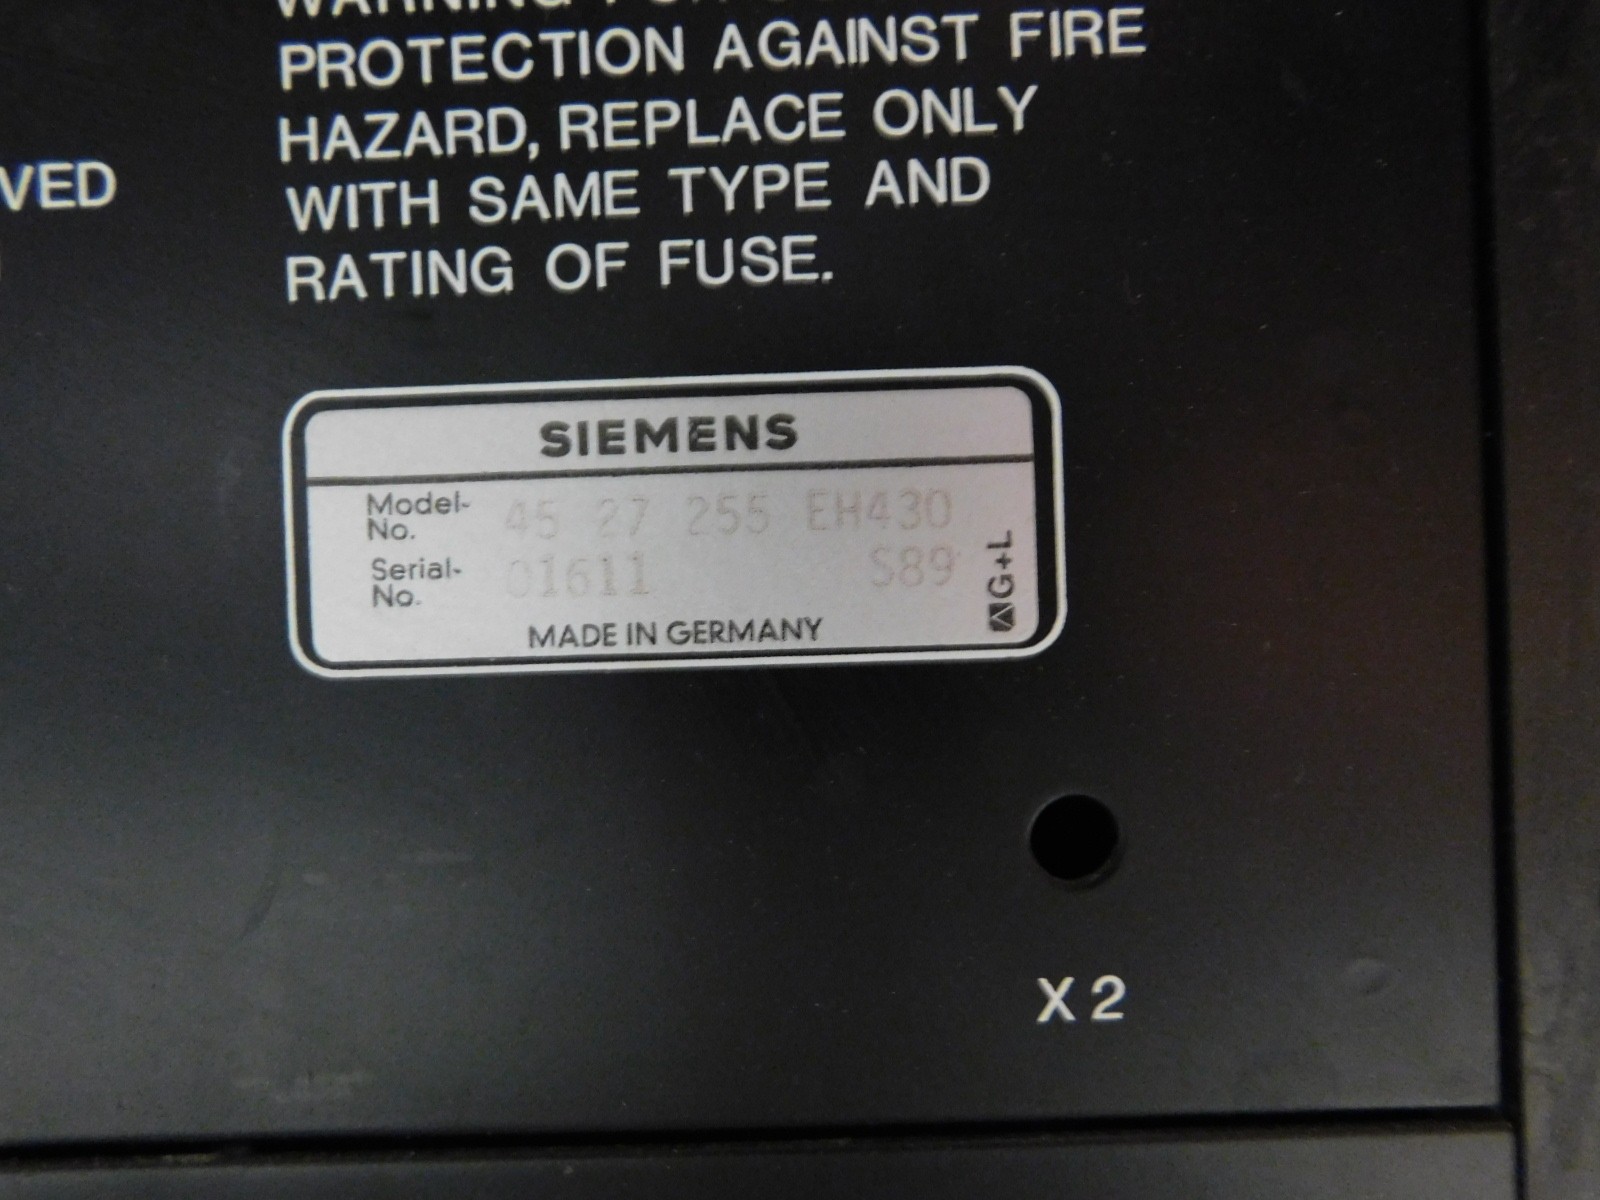 WARNING
PROTECTION AGAINST FIRE
HAZARD, REPLACE ONLY
VED
WITH SAME TYPE AND
RATING OF FUSE.
SIEMENS
Model-
No. 45 27 255 EH430
Serial-
No. 01611 S89
G+L
MADE IN GERMANY
X2